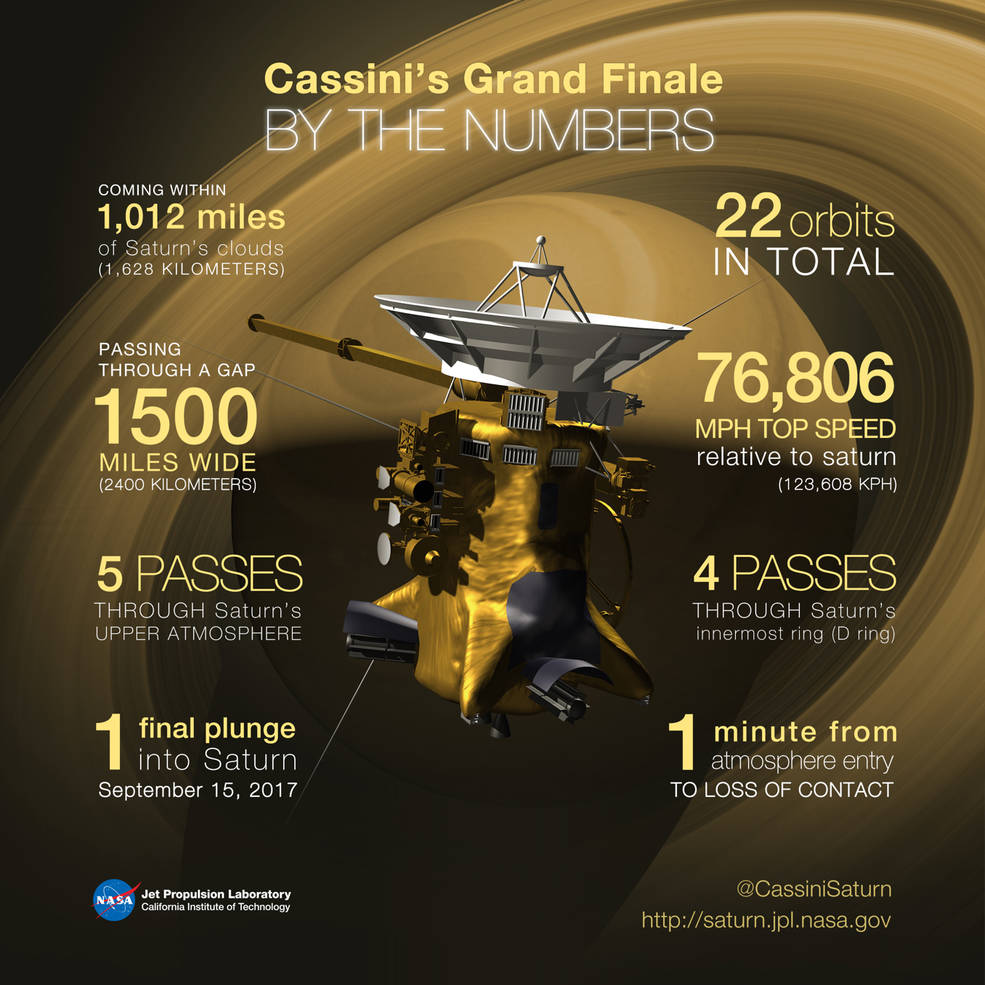 Cassini's Grand Finale
BY THE NUMBERS
COMING WITHIN
1,012 miles
of Saturn's clouds
(1,628 KILOMETERS)
22 orbits
IN TOTAL
PASSING
THROUGH A GAP
1500
MILES WIDE
(2400 KILOMETERS)
76,806
MPH TOP SPEED
relative to saturn
(123,608 KPH)
5 PASSES
THROUGH Saturn's
UPPER ATMOSPHERE
4 PASSES
THROUGH Saturn's
innermost ring (D ring)
1 final plunge
into Saturn
September 15, 2017
1 minute from
atmosphere entry
TO LOSS OF CONTACT
NASA
Jet Propulsion Laboratory
California Institute of Technology
@CassiniSaturn
http://saturn.jpl.nasa.gov